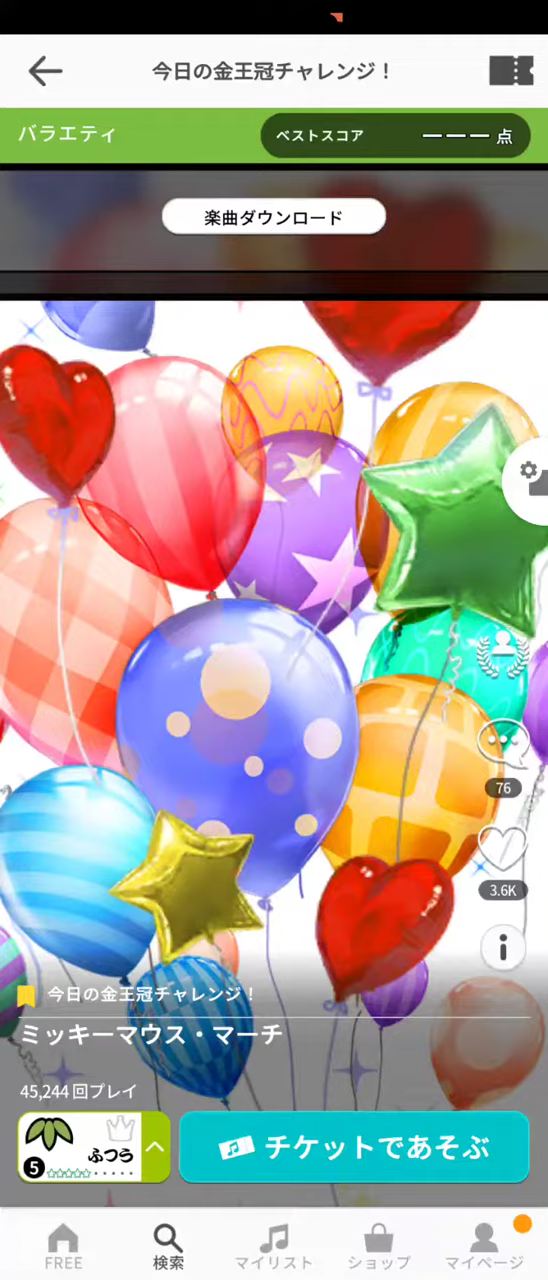 今日の金王冠チャレンジ！
バラエティ
ベストスコア ーーー点
楽曲ダウンロード
76
3.6K
今日の金王冠チャレンジ！
ミッキーマウス・マーチ
45,244回プレイ
5 ふつう
チケットであそぶ
FREE
検索
マイリスト
ショップ
マイページ